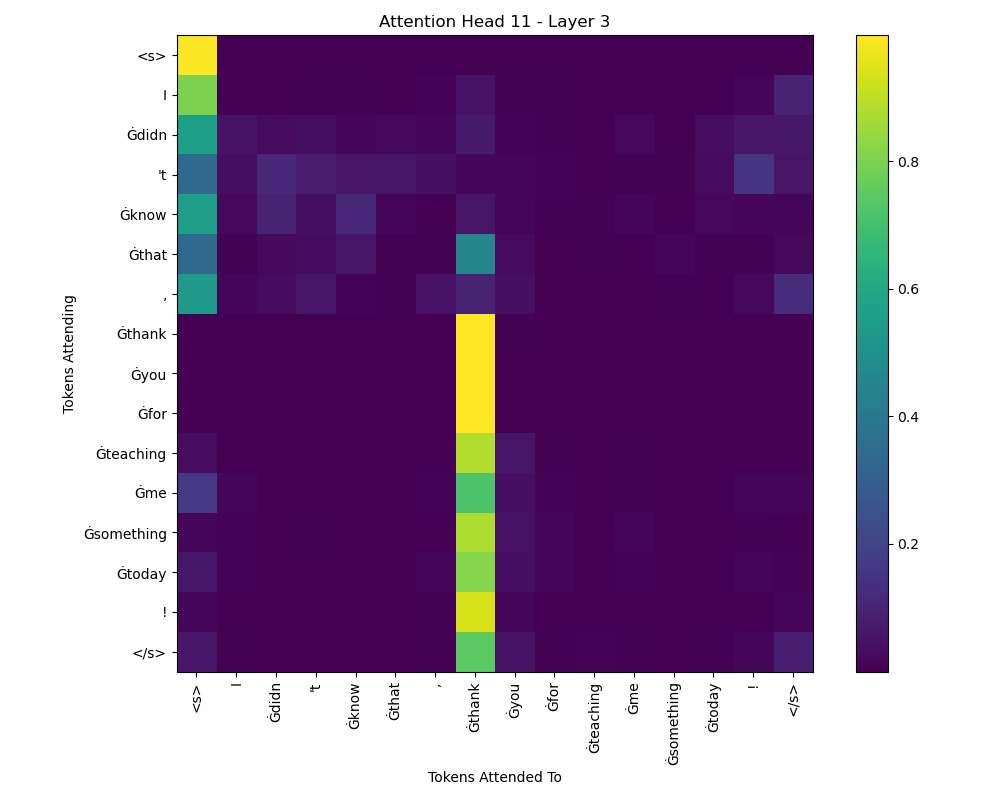 Attention Head 11 - Layer 3
<s>
I
Ġdidn
't
Ġknow
Ġthat
,
Ġthank
Ġyou
Ġfor
Ġteaching
Ġme
Ġsomething
Ġtoday
!
</s>
Tokens Attending
<s>
I
Ġdidn
't
Ġknow
Ġthat
,
Ġthank
Ġyou
Ġfor
Ġteaching
Ġme
Ġsomething
Ġtoday
!
</s>
Tokens Attended To
0.8
0.6
0.4
0.2